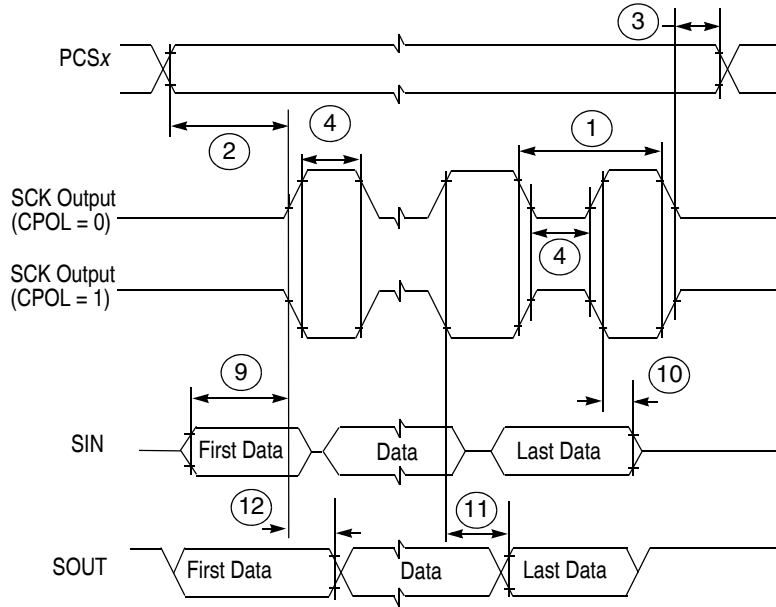 3
PCSx
2
4
1
SCK Output
(CPOL = 0)
4
SCK Output
(CPOL = 1)
9
10
SIN
First Data
Data
Last Data
12
11
SOUT
First Data
Data
Last Data